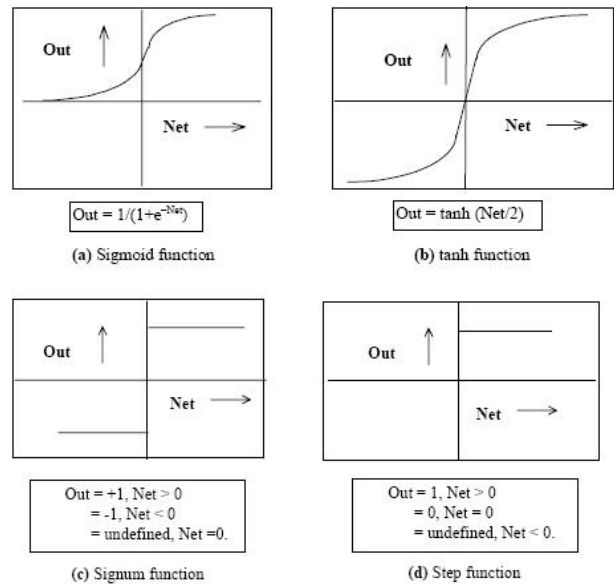 Out
Net
Out = 1/(1+e^–Net)
(a) Sigmoid function
Out
Net
Out = tanh (Net/2)
(b) tanh function
Out
Net
Out = +1, Net > 0
= -1, Net < 0
= undefined, Net =0.
(c) Signum function
Out
Net
Out = 1, Net > 0
= 0, Net = 0
= undefined, Net < 0.
(d) Step function